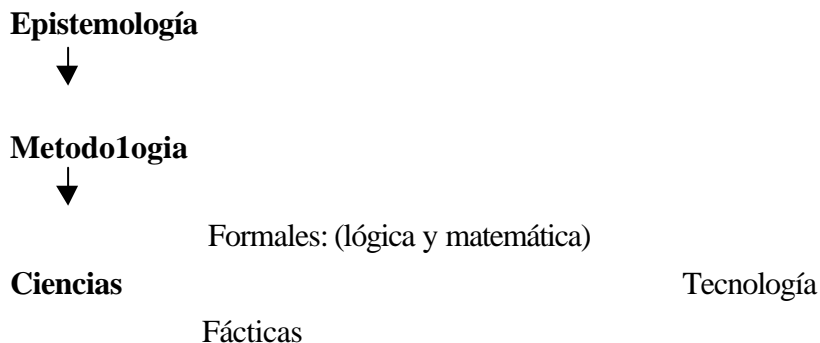 Epistemología
Metodo1ogia
Formales: (lógica y matemática)
Ciencias Tecnología
Fácticas